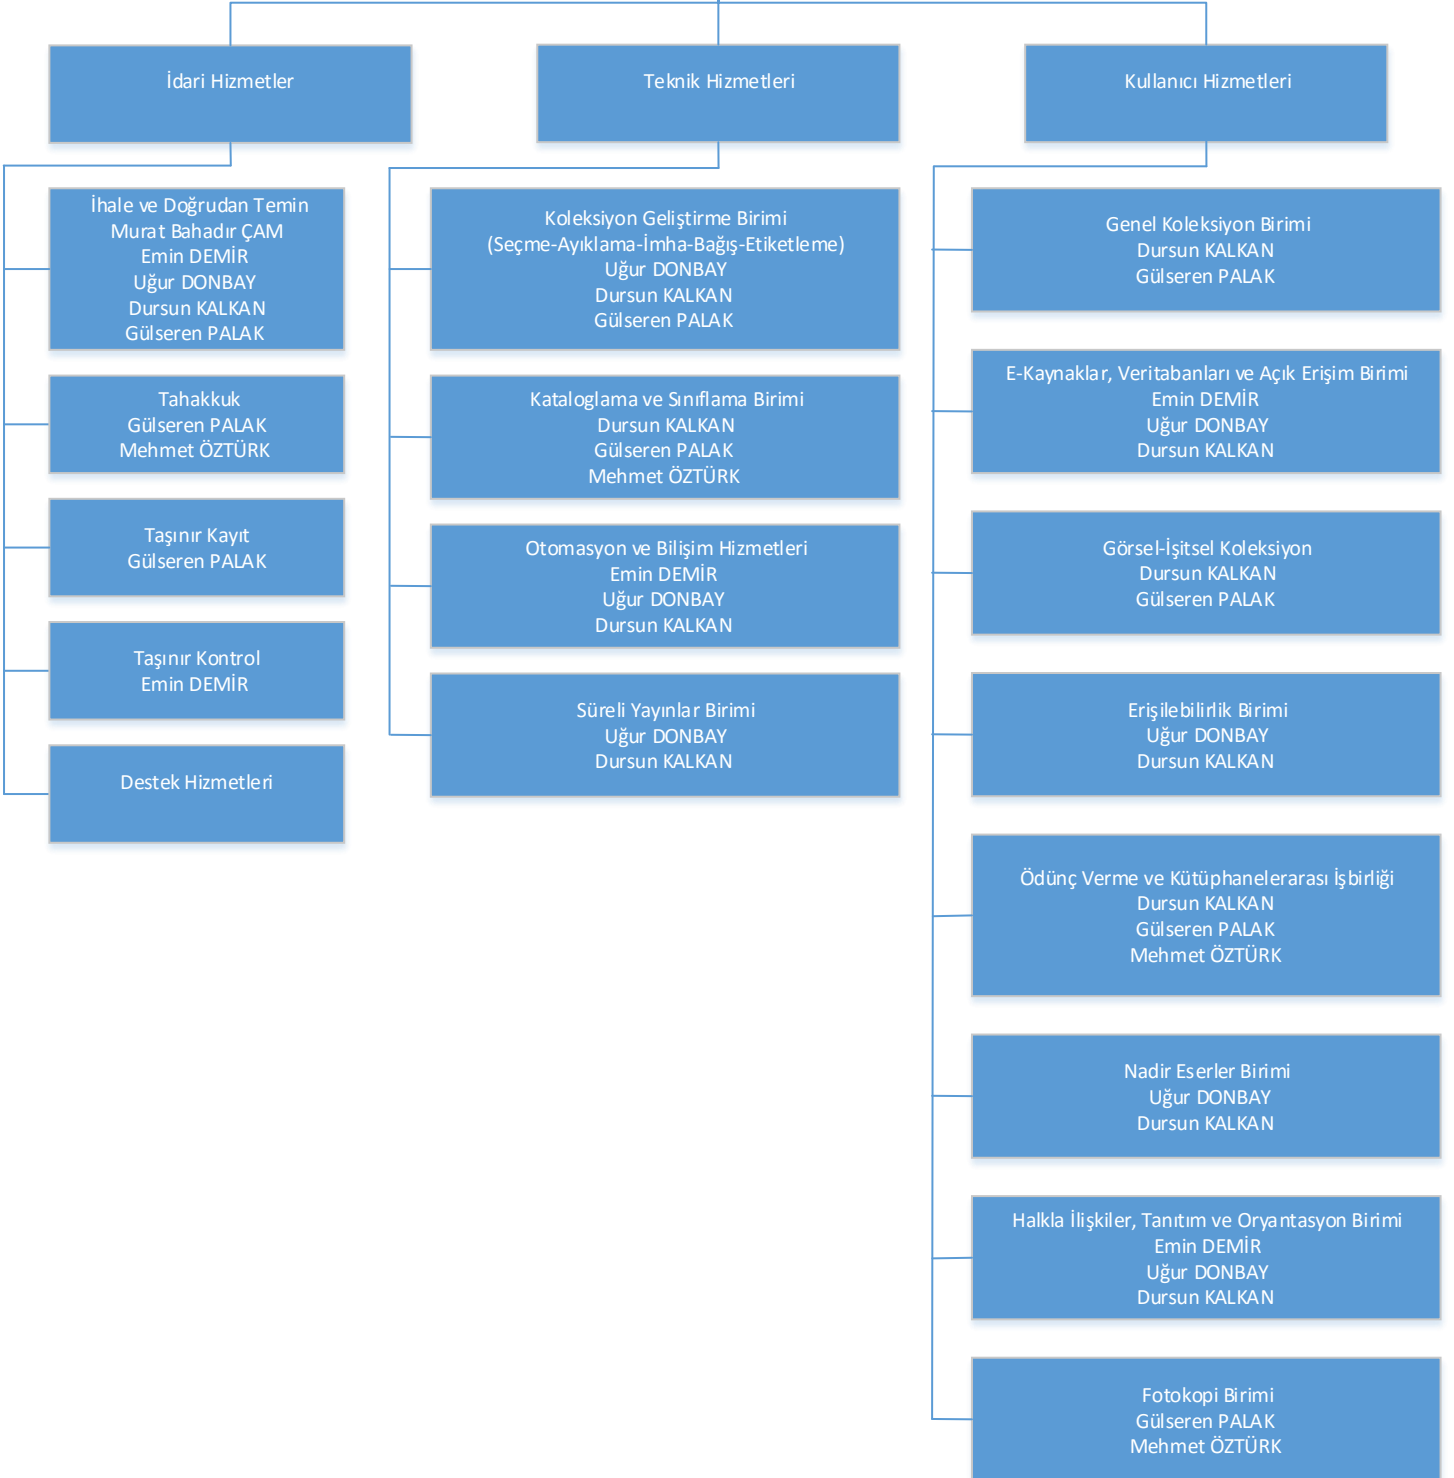 İdari Hizmetler
Teknik Hizmetleri
Kullanıcı Hizmetleri
İhale ve Doğrudan Temin
Murat Bahadır ÇAM
Emin DEMİR
Uğur DONBAY
Dursun KALKAN
Gülseren PALAK
Tahakkuk
Gülseren PALAK
Mehmet ÖZTÜRK
Taşınır Kayıt
Gülseren PALAK
Taşınır Kontrol
Emin DEMİR
Destek Hizmetleri
Koleksiyon Geliştirme Birimi
(Seçme-Ayıklama-İmha-Bağış-Etiketleme)
Uğur DONBAY
Dursun KALKAN
Gülseren PALAK
Kataloglama ve Sınıflama Birimi
Dursun KALKAN
Gülseren PALAK
Mehmet ÖZTÜRK
Otomasyon ve Bilişim Hizmetleri
Emin DEMİR
Uğur DONBAY
Dursun KALKAN
Süreli Yayınlar Birimi
Uğur DONBAY
Dursun KALKAN
Genel Koleksiyon Birimi
Dursun KALKAN
Gülseren PALAK
E-Kaynaklar, Veritabanları ve Açık Erişim Birimi
Emin DEMİR
Uğur DONBAY
Dursun KALKAN
Görsel-İşitsel Koleksiyon
Dursun KALKAN
Gülseren PALAK
Erişilebilirlik Birimi
Uğur DONBAY
Dursun KALKAN
Ödünç Verme ve Kütüphanelerarası İşbirliği
Dursun KALKAN
Gülseren PALAK
Mehmet ÖZTÜRK
Nadir Eserler Birimi
Uğur DONBAY
Dursun KALKAN
Halkla İlişkiler, Tanıtım ve Oryantasyon Birimi
Emin DEMİR
Uğur DONBAY
Dursun KALKAN
Fotokopi Birimi
Gülseren PALAK
Mehmet ÖZTÜRK